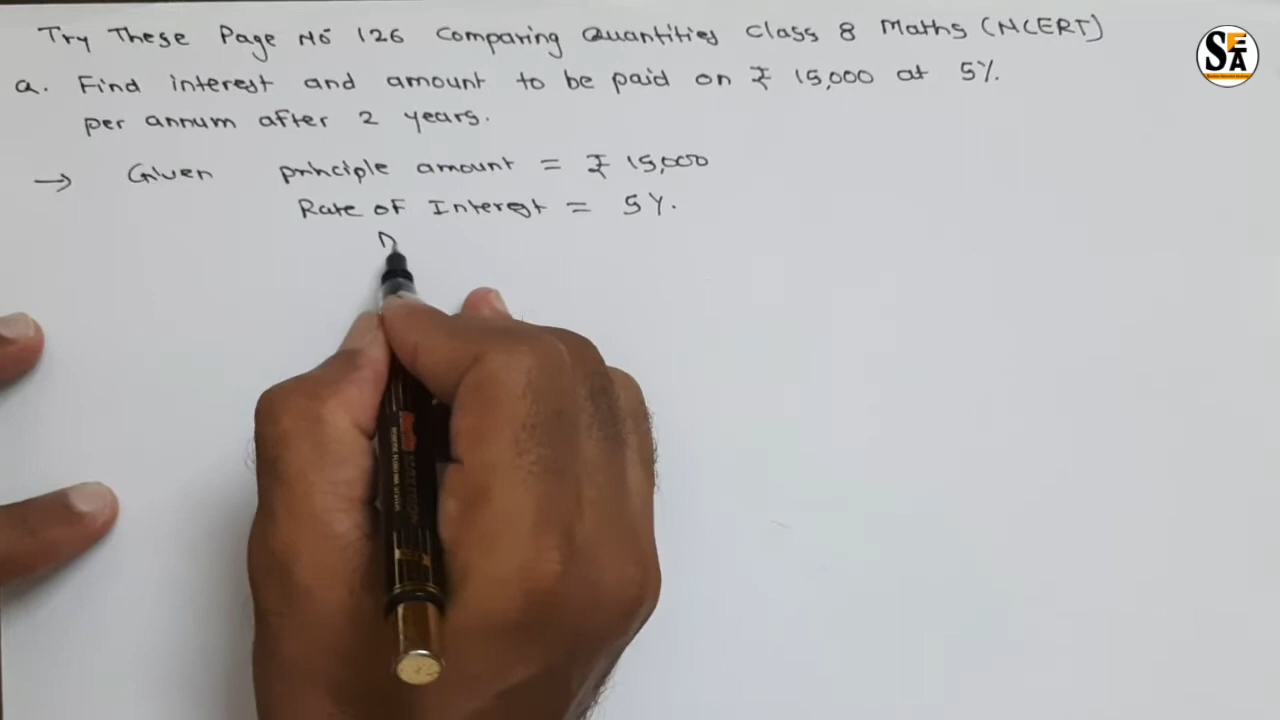 Try These Page No 126 Comparing Quantities Class 8 Maths (NCERT)
Q. Find interest and amount to be paid on ₹ 15,000 at 5%
per annum after 2 years.
→ Given principle amount = ₹ 15,000
Rate of Interest = 5%.
SETA